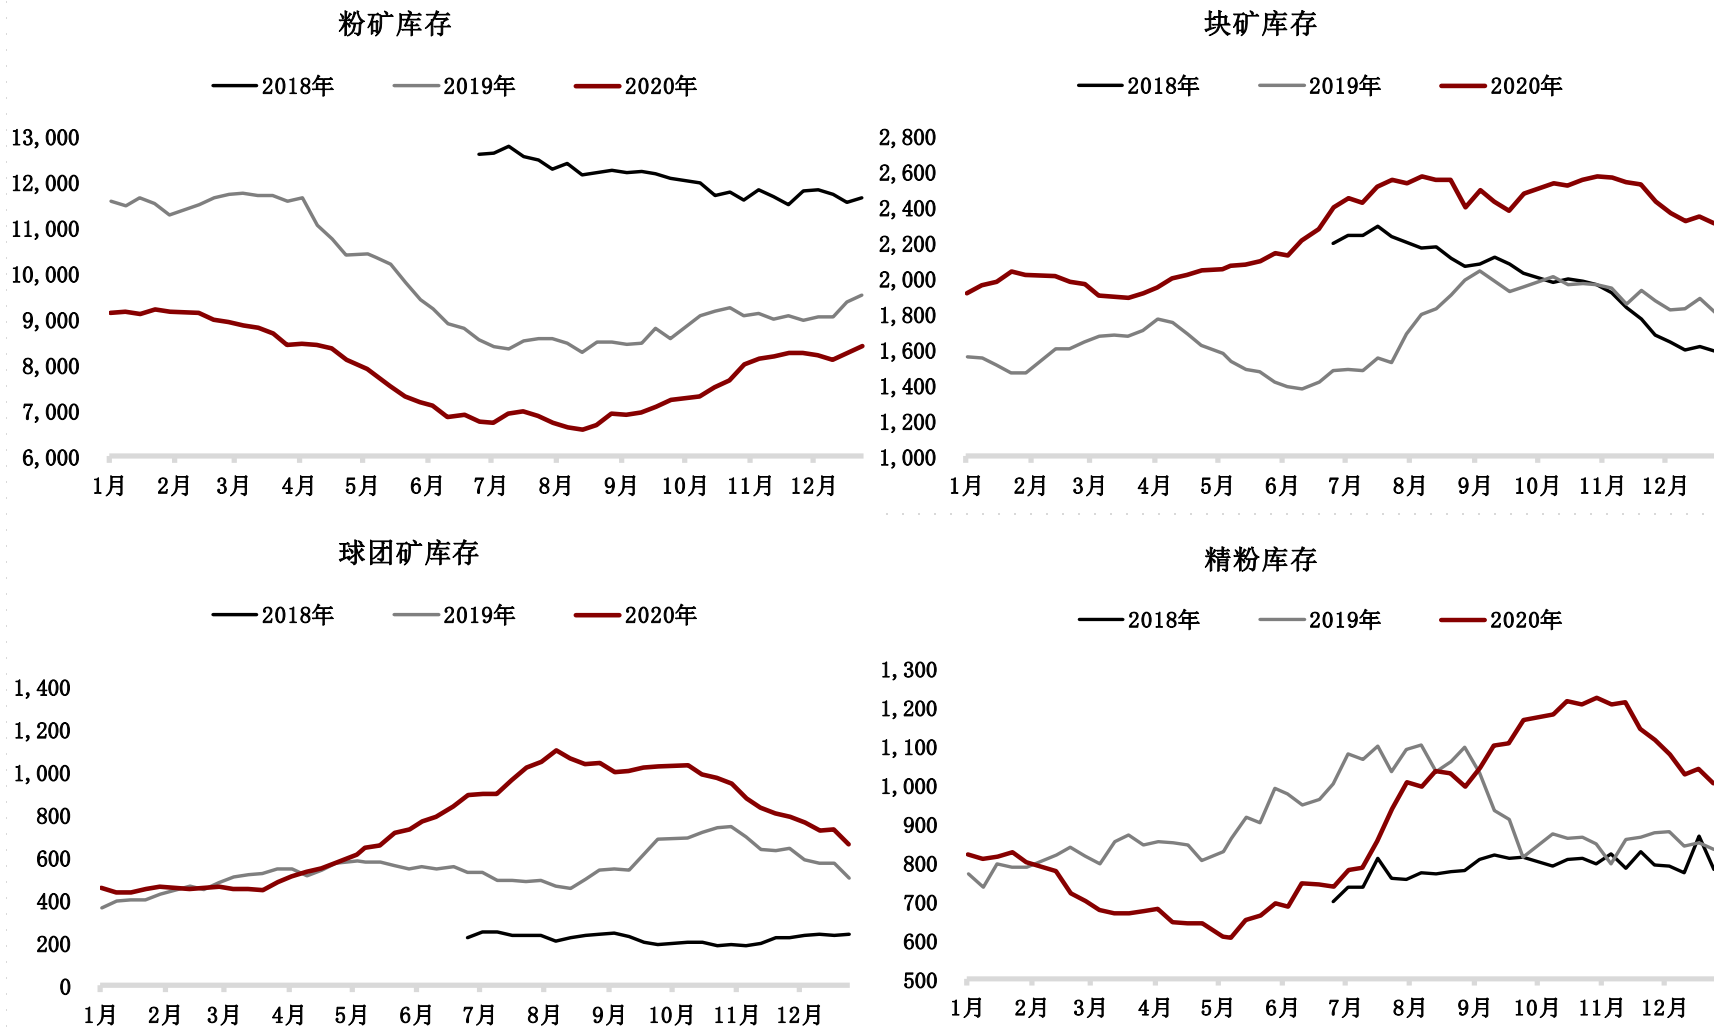 粉矿库存
2018年 2019年 2020年
13,000
12,000
11,000
10,000
9,000
8,000
7,000
6,000
1月 2月 3月 4月 5月 6月 7月 8月 9月 10月 11月 12月
块矿库存
2018年 2019年 2020年
2,800
2,600
2,400
2,200
2,000
1,800
1,600
1,400
1,200
1,000
1月 2月 3月 4月 5月 6月 7月 8月 9月 10月 11月 12月
球团矿库存
2018年 2019年 2020年
1,400
1,200
1,000
800
600
400
200
0
1月 2月 3月 4月 5月 6月 7月 8月 9月 10月 11月 12月
精粉库存
2018年 2019年 2020年
1,300
1,200
1,100
1,000
900
800
700
600
500
1月 2月 3月 4月 5月 6月 7月 8月 9月 10月 11月 12月